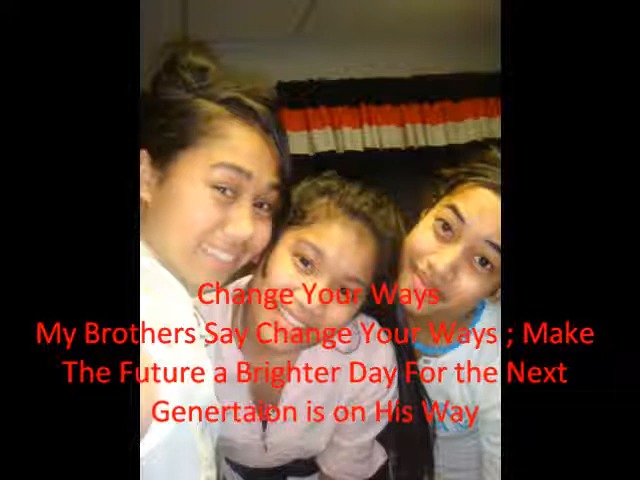 Change Your Ways
My Brothers Say Change Your Ways ; Make
The Future a Brighter Day For the Next
Genertaion is on His Way